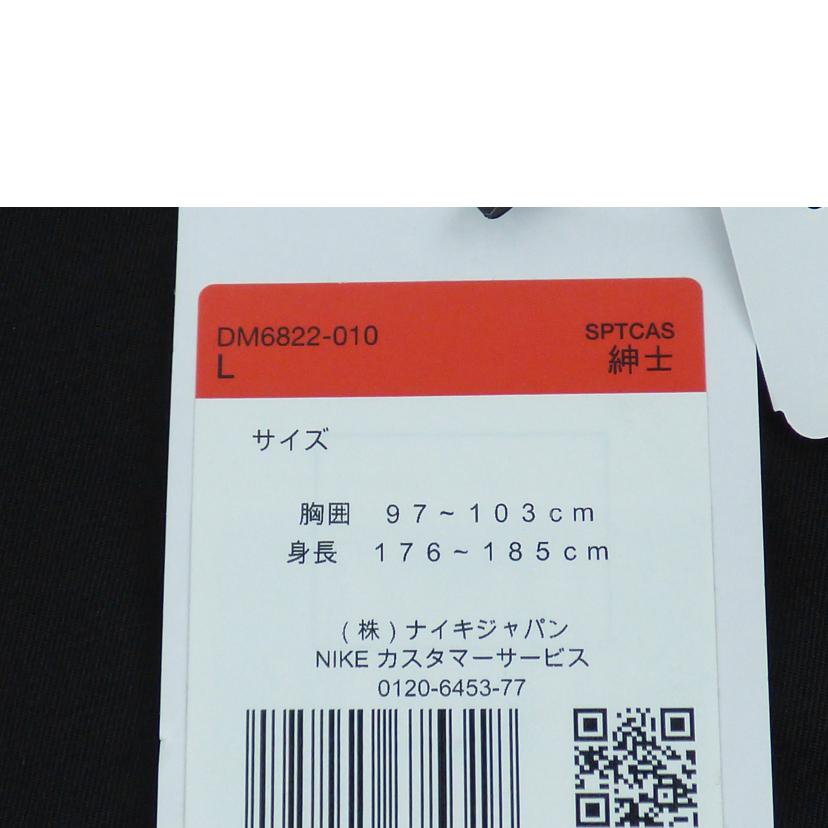 DM6822-010
SPTCAS
L
紳士
サイズ
胸囲 97~103cm
身長 176~185cm
(株)ナイキジャパン
NIKE カスタマーサービス
0120-6453-77